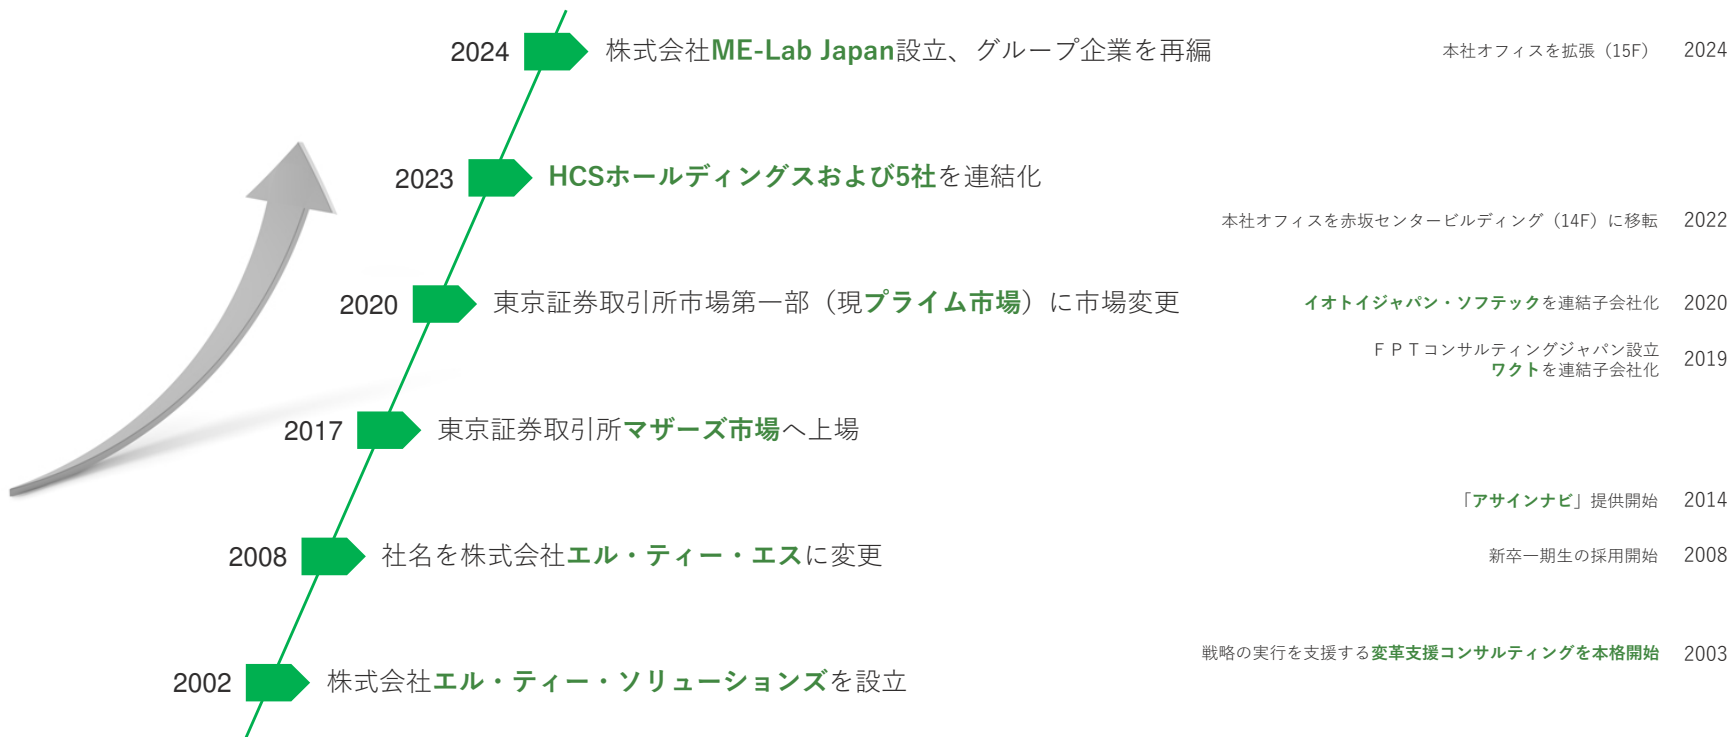 2024 株式会社ME-Lab Japan設立、グループ企業を再編
2023 HCSホールディングスおよび5社を連結化
2020 東京証券取引所市場第一部（現プライム市場）に市場変更
2017 東京証券取引所マザーズ市場へ上場
2008 社名を株式会社エル・ティー・エスに変更
2002 株式会社エル・ティー・ソリューションズを設立
本社オフィスを拡張（15F） 2024
本社オフィスを赤坂センタービルディング（14F）に移転 2022
イオトイジャパン・ソフテックを連結子会社化 2020
ＦＰＴコンサルティングジャパン設立
ワクトを連結子会社化 2019
「アサインナビ」提供開始 2014
新卒一期生の採用開始 2008
戦略の実行を支援する変革支援コンサルティングを本格開始 2003